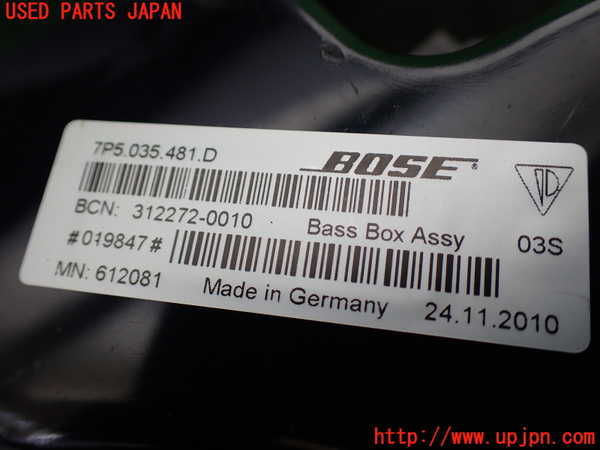 USED PARTS JAPAN
7P5.035.481.D
BOSE®
BCN: 312272-0010
Bass Box Assy
03S
#019847#
MN: 612081
Made in Germany
24.11.2010
http://www.upjpn.com/